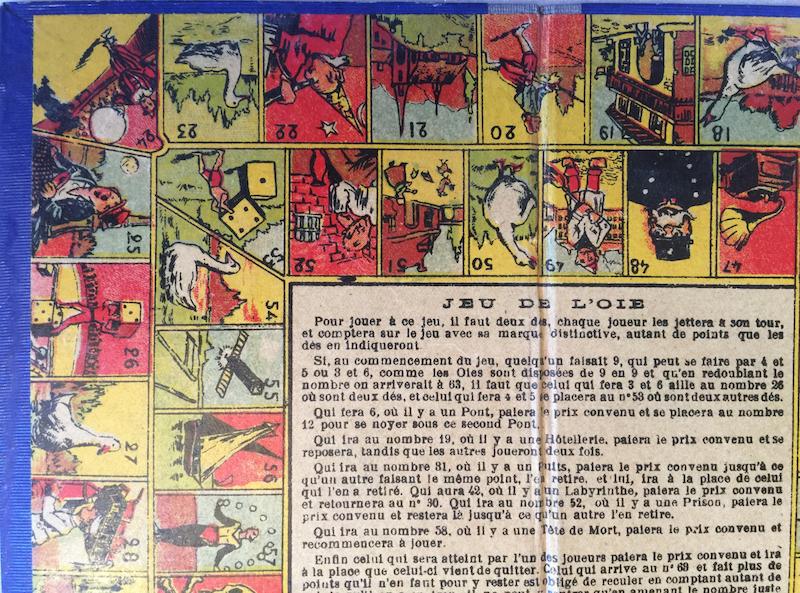 24
23
22
21
20
19
18
25
53
52
51
50
49
48
47
54
26
55
27
56
28
57
JEU DE L'OIE
Pour jouer à ce jeu, il faut deux dés, chaque joueur les jettera à son tour,
et comptera sur le jeu avec sa marque distinctive, autant de points que les
dés en indiqueront
Si, au commencement du jeu, quelqu'un faisait 9, qui peut se faire par 4 et
5 ou 3 et 6, comme les Oies sont disposées de 9 en 9 et qu'en redoublant le
nombre on arriverait à 63, il faut que celui qui fera 3 et 6 aille au nombre 26
où sont deux dés, et celui qui fera 4 et 5 se placera au n° 53 où sont deux autres dés.
Qui fera 6, où il y a un Pont, paiera le prix convenu et se placera au nombre
12 pour se noyer sous ce second Pont.
Qui ira au nombre 19, où il y a une Hôtellerie, paiera le prix convenu et se
reposera, tandis que les autres joueront deux fois.
Qui ira au nombre 31, où il y a un Puits, paiera le prix convenu jusqu'à ce
qu'un autre faisant le même point, l'en retire, et lui, ira à la place de celui
qui l'en a retiré. Qui aura 42, où il y a un Labyrinthe, paiera le prix convenu
et retournera au n° 30. Qui ira au nombre 52, où il y a une Prison, paiera le
prix convenu et restera là jusqu'à ce qu'un autre l'en retire.
Qui ira au nombre 58, où il y a une Tête de Mort, paiera le prix convenu et
recommencera à jouer.
Enfin celui qui sera atteint par l'un des joueurs paiera le prix convenu et irà
à la place que celui-ci vient de quitter. Celui qui arrive au n° 63 et fait plus de
points qu'il n'en faut pour y rester est obligé de reculer en comptant autant de
qu'en amenant le nombre juste